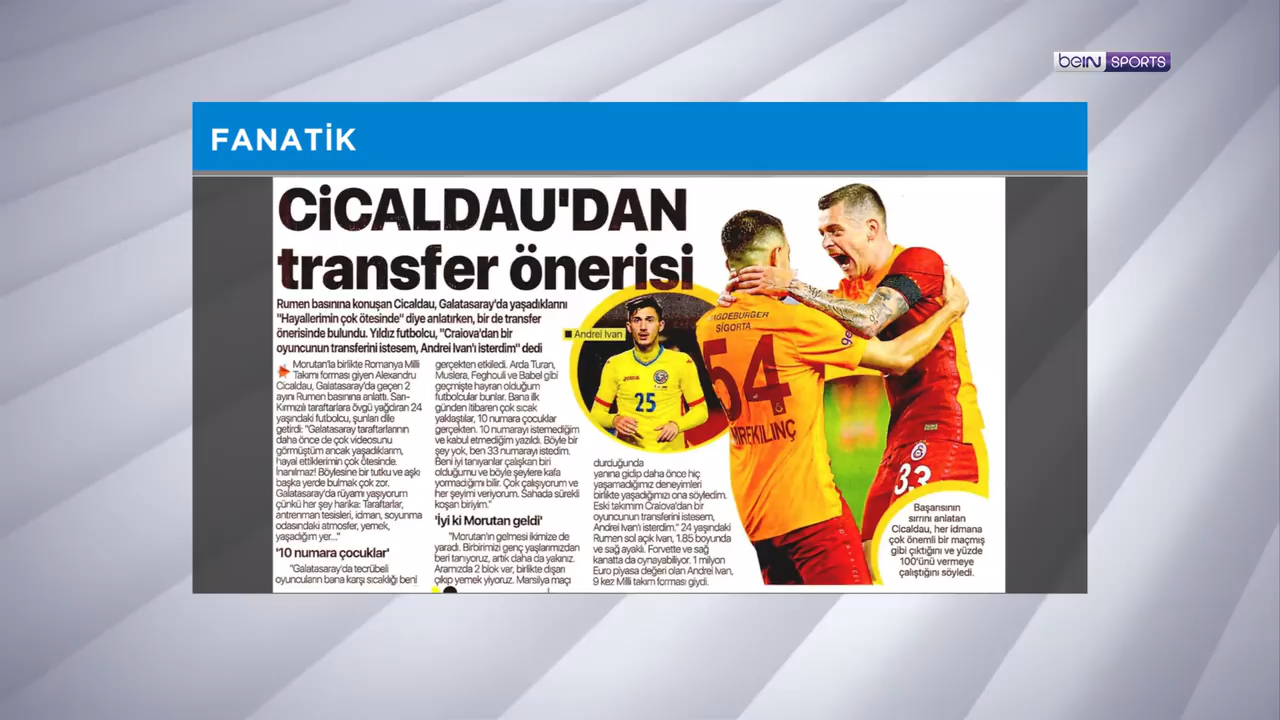 beIN SPORTS
FANATİK
CiCALDAU'DAN
transfer önerisi
Rumen basınına konuşan Cicaldau, Galatasaray'da yaşadıklarını
"Hayallerimin çok ötesinde" diye anlatırken, bir de transfer
önerisinde bulundu. Yıldız futbolcu, "Craiova'dan bir
oyuncunun transferini istesem, Andrei Ivan'ı isterdim" dedi
Andrei Ivan
Morutan'la birlikte Romanya Milli
Takımı forması giyen Alexandru
Cicaldau, Galatasaray'da geçen 2
ayını Rumen basınına anlattı. Sarı-
Kırmızılı taraftarlara övgü yağdıran 24
yaşındaki futbolcu, şunları dile
getirdi: "Galatasaray taraftarlarının
daha önce de çok videosunu
görmüştüm ancak yaşadıklarım,
hayal ettiklerimin çok ötesinde.
İnanılmaz! Böylesine bir tutku ve aşkı
başka yerde bulmak çok zor.
Galatasaray'da rüyamı yaşıyorum
çünkü her şey harika: Taraftarlar,
antrenman tesisleri, idman, soyunma
odasındaki atmosfer, yemek,
yaşadığım yer..."
'10 numara çocuklar'
"Galatasaray'da tecrübeli
oyuncuların bana karşı sıcaklığı beni
gerçekten etkiledi. Arda Turan,
Muslera, Feghouli ve Babel gibi
geçmişte hayran olduğum
futbolcular bunlar. Bana ilk
günden itibaren çok sıcak
yaklaştılar, 10 numara çocuklar
gerçekten. 10 numarayı istemediğim
ve kabul etmediğim yazıldı. Böyle bir
şey yok, ben 33 numarayı istedim.
Beni iyi tanıyanlar çalışkan biri
olduğumu ve böyle şeylere kafa
yormadığımı bilir. Çok çalışıyorum ve
her şeyimi veriyorum. Sahada sürekli
koşan biriyim."
'İyi ki Morutan geldi'
"Morutan'ın gelmesi ikimize de
yaradı. Birbirimizi genç yaşlarımızdan
beri tanıyoruz, artık daha da yakınız.
Aramızda 2 blok var, birlikte dışarı
çıkıp yemek yiyoruz. Marsilya maçı
durduğunda
yanına gidip daha önce hiç
yaşamadığımız deneyimleri
birlikte yaşadığımızı ona söyledim.
Eski takımım Craiova'dan bir
oyuncunun transferini istesem,
Andrei Ivan'ı isterdim." 24 yaşındaki
Rumen sol açık Ivan, 1.85 boyunda
ve sağ ayaklı. Forvette ve sağ
kanatta da oynayabiliyor. 1 milyon
Euro piyasa değeri olan Andrei Ivan,
9 kez Milli takım forması giydi.
25
GDEBURGER
SİGORTA
54
MREKILINÇ
33
Başarısının
sırrını anlatan
Cicaldau, her idmana
çok önemli bir maçmış
gibi çıktığını ve yüzde
100'ünü vermeye
çalıştığını söyledi.